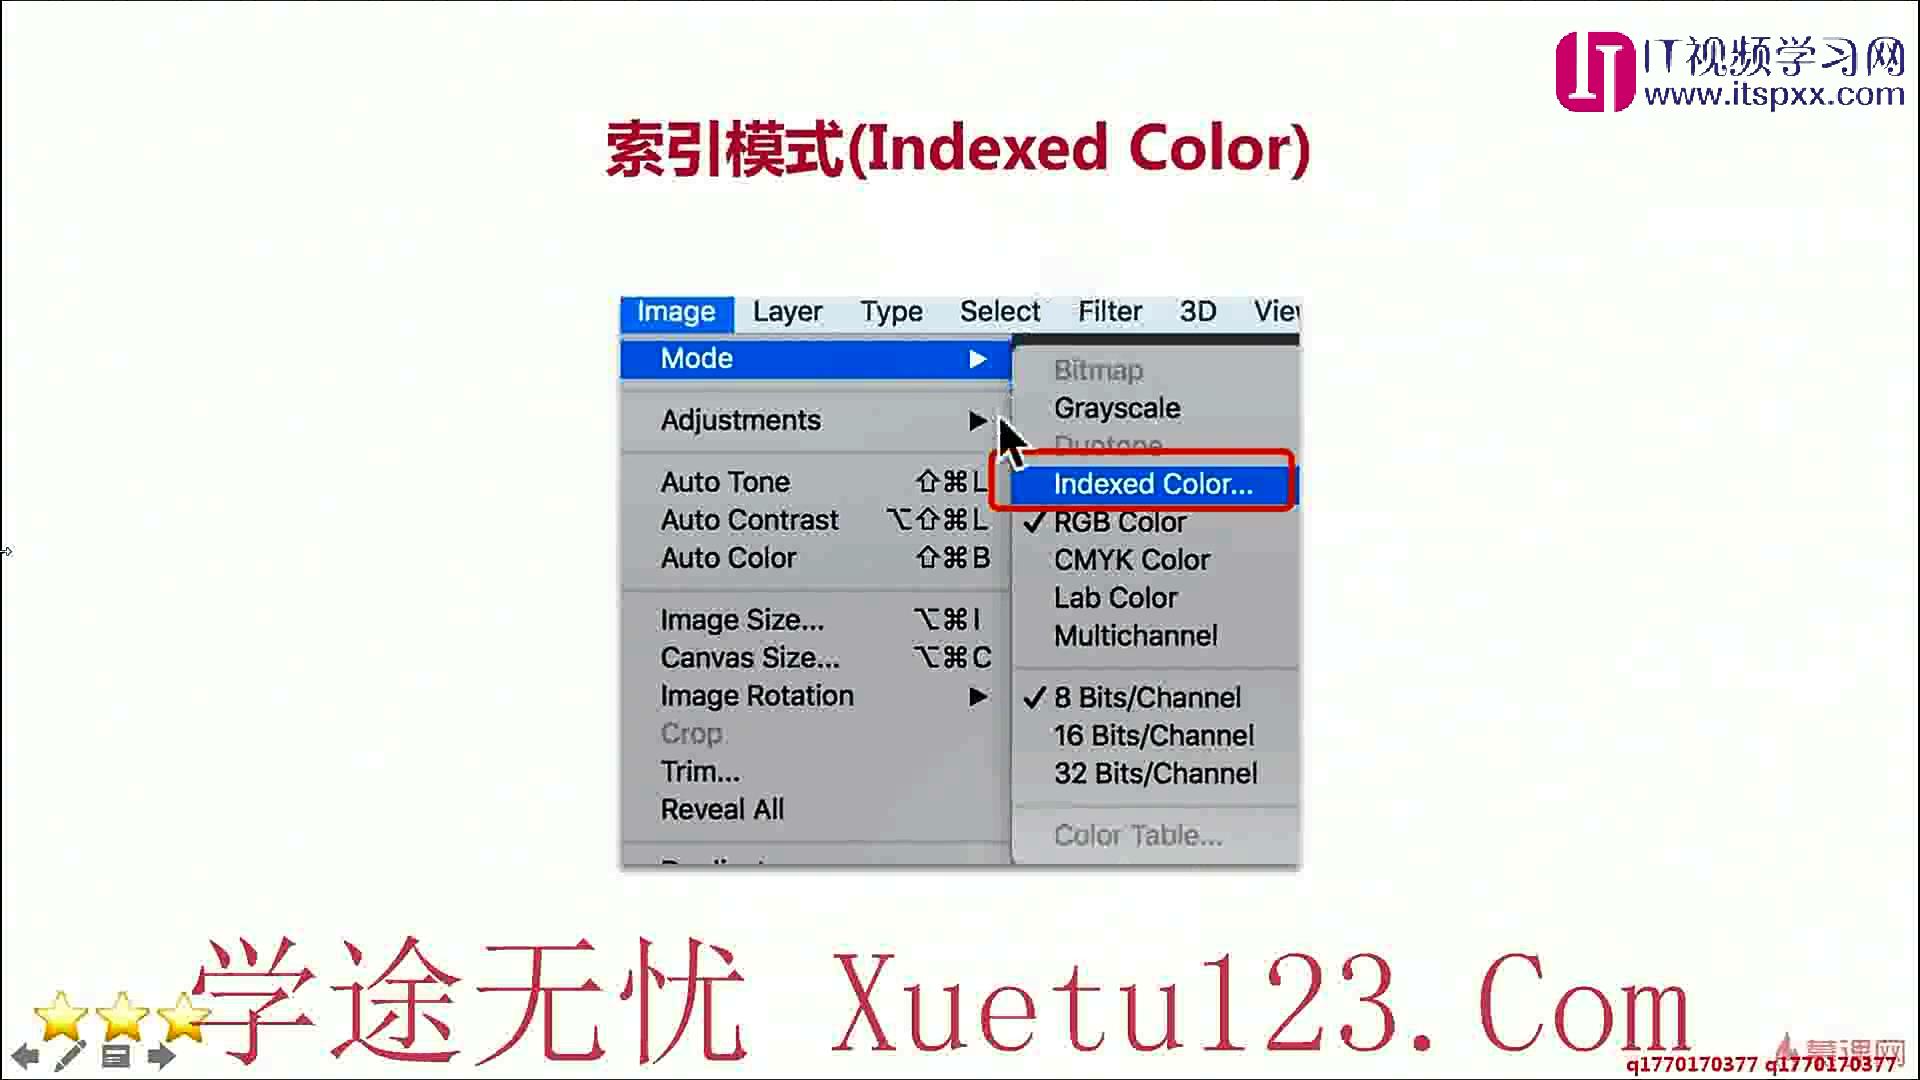 IT视频学习网
www.itspxx.com
索引模式(Indexed Color)
Image Layer Type Select Filter 3D
Mode
Adjustments
Auto Tone ⇧⌘L
Auto Contrast ⌥⇧⌘L
Auto Color ⇧⌘B
Image Size... ⌥⌘I
Canvas Size... ⌥⌘C
Image Rotation
Crop
Trim...
Reveal All
Bitmap
Grayscale
Duotone
Indexed Color...
✓ RGB Color
CMYK Color
Lab Color
Multichannel
✓ 8 Bits/Channel
16 Bits/Channel
32 Bits/Channel
Color Table...
学途无忧 Xuetu123.Com
慕课网
q1770170377 q1770170377